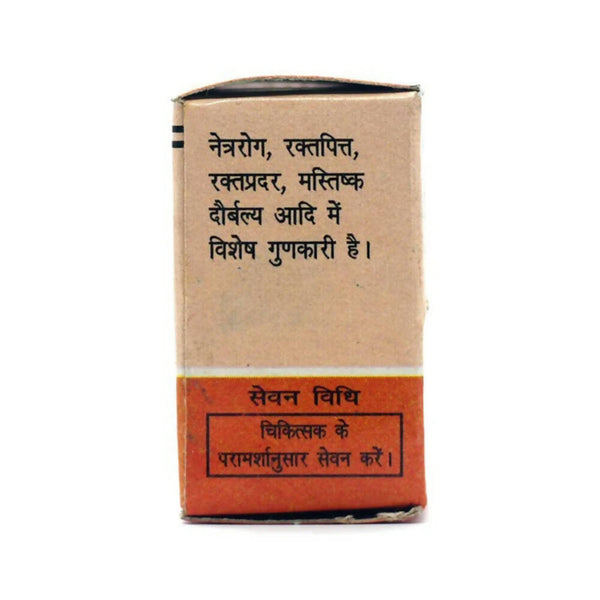 नेत्ररोग, रक्तपित्त,
रक्तप्रदर, मस्तिष्क
दौर्बल्य आदि में
विशेष गुणकारी है।
सेवन विधि
चिकित्सक के
परामर्शानुसार सेवन करें।